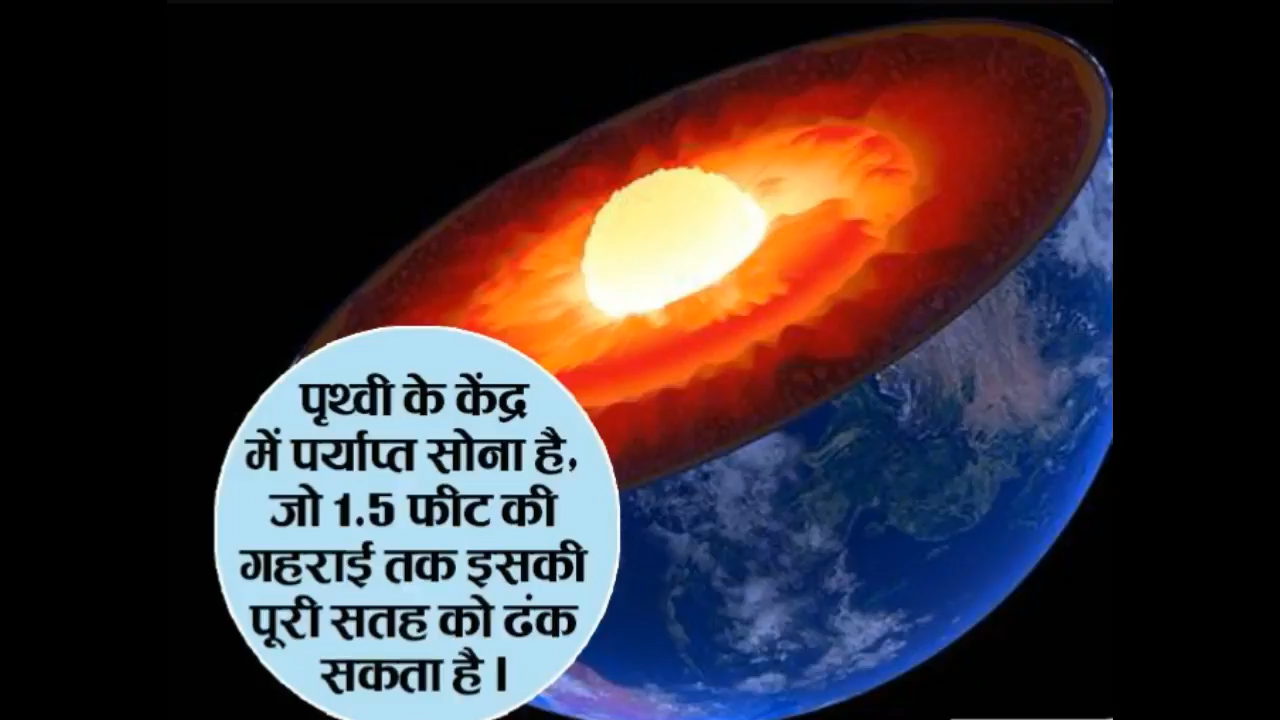 पृथ्वी के केंद्र
में पर्याप्त सोना है,
जो 1.5 फीट की
गहराई तक इसकी
पूरी सतह को ढंक
सकता है।